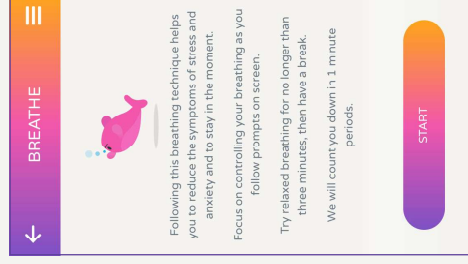 BREATHE
Following this breathing technique helps
you to reduce the symptoms of stress and
anxiety and to stay in the moment.
Focus on controlling your breathing as you
follow prompts on screen.
Try relaxed breathing for no longer than
three minutes, then have a break.
We will count you down in 1 minute
periods.
START